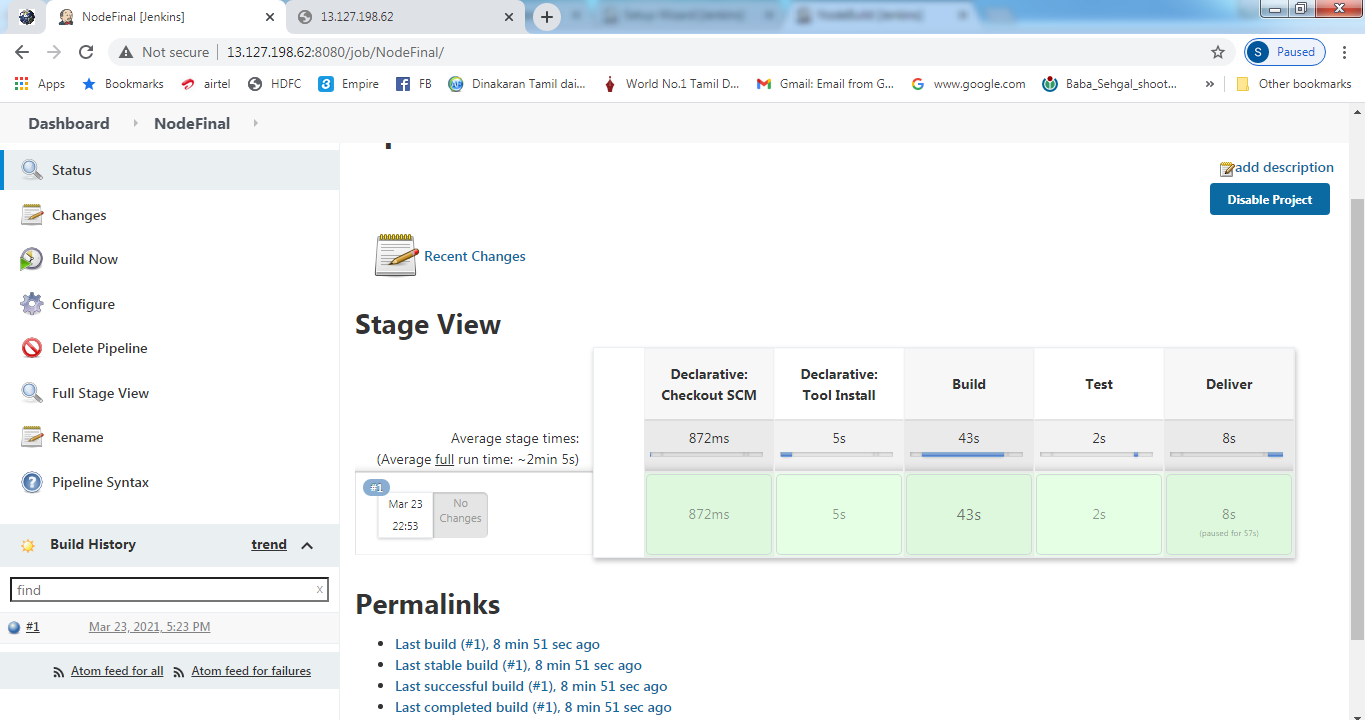 NodeFinal [Jenkins]
13.127.198.62
Not secure | 13.127.198.62:8080/job/NodeFinal/
S Paused
Apps Bookmarks airtel HDFC Empire FB Dinakaran Tamil dai... World No.1 Tamil D... Gmail: Email from G... www.google.com Baba_Sehgal_shoot... » Other bookmarks
Dashboard NodeFinal
Status
Changes
Build Now
Configure
Delete Pipeline
Full Stage View
Rename
Pipeline Syntax
Build History trend
find x
#1 Mar 23, 2021, 5:23 PM
Atom feed for all Atom feed for failures
add description
Disable Project
Recent Changes
Stage View
Declarative: Checkout SCM
Declarative: Tool Install
Build
Test
Deliver
Average stage times:
(Average full run time: ~2min 5s)
872ms 5s 43s 2s 8s
#1
Mar 23
22:53
No
Changes
872ms 5s 43s 2s 8s
(paused for 57s)
Permalinks
Last build (#1), 8 min 51 sec ago
Last stable build (#1), 8 min 51 sec ago
Last successful build (#1), 8 min 51 sec ago
Last completed build (#1), 8 min 51 sec ago